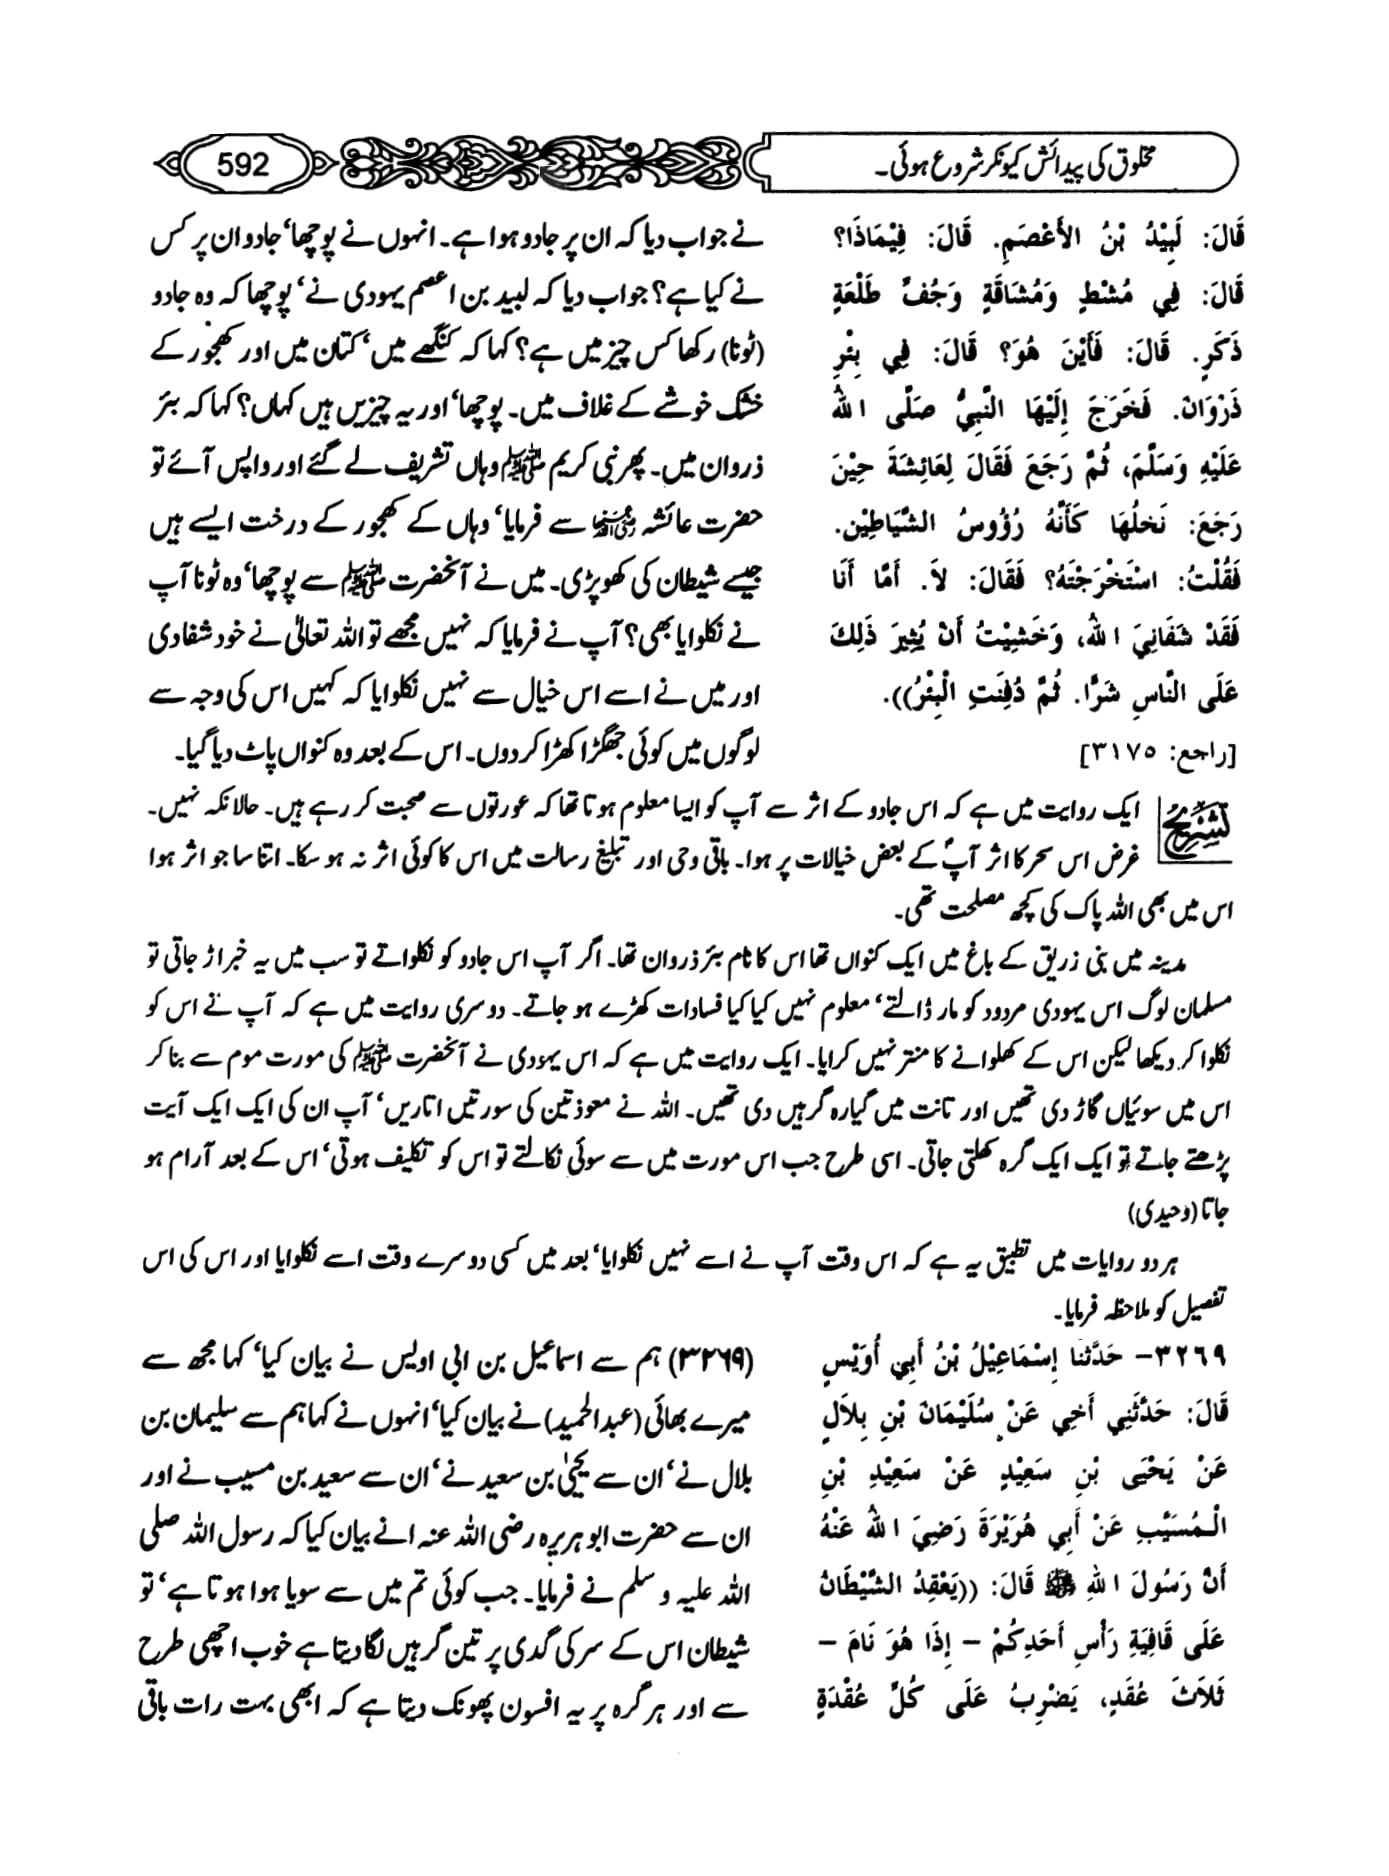 مخلوق کی پیدائش کیونکر شروع ہوئی۔
592
قَالَ: لَبِيْدُ بْنُ الأَعْصَمِ. قَالَ: فِيْمَاذَا؟
قَالَ: فِي مُشْطٍ وَمُشَاقَةٍ وَجُفِّ طَلْعَةٍ
ذَكَرٍ. قَالَ: فَأَيْنَ هُوَ؟ قَالَ: فِي بِئْرِ
ذَرْوَانَ. فَخَرَجَ إِلَيْهَا النَّبِيُّ صَلَّى اللهُ
عَلَيْهِ وَسَلَّمَ، ثُمَّ رَجَعَ فَقَالَ لِعَائِشَةَ حِيْنَ
رَجَعَ: نَخْلُهَا كَأَنَّهُ رُؤُوسُ الشَّيَاطِيْنِ.
فَقُلْتُ: اسْتَخْرَجْتَهُ؟ فَقَالَ: لاَ. أَمَّا أَنَا
فَقَدْ شَفَانِيَ اللهُ، وَخَشِيْتُ أَنْ يُثِيرَ ذَلِكَ
عَلَى النَّاسِ شَرًّا. ثُمَّ دُفِنَتِ الْبِئْرُ)).
[راجع: ٣١٧٥]
نے جواب دیا کہ ان پر جادو ہوا ہے۔ انہوں نے پوچھا‘ جادو ان پر کس
نے کیا ہے؟ جواب دیا کہ لبید بن اعصم یہودی نے‘ پوچھا کہ وہ جادو
(ٹونا) رکھا کس چیز میں ہے؟ کہا کہ کنگھے میں‘ کتان میں اور کھجور کے
خشک خوشے کے غلاف میں۔ پوچھا‘ اور یہ چیزیں ہیں کہاں؟ کہا کہ بئر
ذروان میں۔ پھر نبی کریم ﷺ وہاں تشریف لے گئے اور واپس آئے تو
حضرت عائشہ رضی اللہ عنہا سے فرمایا‘ وہاں کے کھجور کے درخت ایسے ہیں
جیسے شیطان کی کھوپڑی۔ میں نے آنحضرت ﷺ سے پوچھا‘ وہ ٹونا آپ
نے نکلوایا بھی؟ آپ نے فرمایا کہ نہیں مجھے تو اللہ تعالیٰ نے خود شفا دی
اور میں نے اسے اس خیال سے نہیں نکلوایا کہ کہیں اس کی وجہ سے
لوگوں میں کوئی جھگڑا کھڑا کر دوں۔ اس کے بعد وہ کنواں پاٹ دیا گیا۔
تشریح ایک روایت میں ہے کہ اس جادو کے اثر سے آپ کو ایسا معلوم ہوتا تھا کہ عورتوں سے صحبت کر رہے ہیں۔ حالانکہ نہیں۔
غرض اس سحر کا اثر آپؐ کے بعض خیالات پر ہوا۔ باقی وحی اور تبلیغ رسالت میں اس کا کوئی اثر نہ ہو سکا۔ اتنا سا جو اثر ہوا
اس میں بھی اللہ پاک کی کچھ مصلحت تھی۔
مدینہ میں بنی زریق کے باغ میں ایک کنواں تھا اس کا نام بئر ذروان تھا۔ اگر آپ اس جادو کو نکلواتے تو سب میں یہ خبر اڑ جاتی تو
مسلمان لوگ اس یہودی مردود کو مار ڈالتے‘ معلوم نہیں کیا کیا فسادات کھڑے ہو جاتے۔ دوسری روایت میں ہے کہ آپ نے اس کو
نکلوا کر دیکھا لیکن اس کے کھلوانے کا منتر نہیں کرایا۔ ایک روایت میں ہے کہ اس یہودی نے آنحضرت ﷺ کی مورت موم سے بنا کر
اس میں سوئیاں گاڑ دی تھیں اور تانت میں گیارہ گرہیں دی تھیں۔ اللہ نے معوذتین کی سورتیں اتاریں‘ آپ ان کی ایک ایک آیت
پڑھتے جاتے تو ایک ایک گرہ کھلتی جاتی۔ اسی طرح جب اس مورت میں سے سوئی نکالتے تو اس کو تکلیف ہوتی‘ اس کے بعد آرام ہو
جاتا (وحیدی)
ہر دو روایات میں تطبیق یہ ہے کہ اس وقت آپ نے اسے نہیں نکلوایا‘ بعد میں کسی دوسرے وقت اسے نکلوایا اور اس کی اس
تفصیل کو ملاحظہ فرمایا۔
٣٢٦٩- حَدَّثَنَا إِسْمَاعِيْلُ بْنُ أَبِي أُوَيْسٍ
قَالَ: حَدَّثَنِي أَخِي عَنْ سُلَيْمَانَ بْنِ بِلاَلٍ
عَنْ يَحْيَى بْنِ سَعِيْدٍ عَنْ سَعِيْدِ بْنِ
الْمُسَيَّبِ عَنْ أَبِي هُرَيْرَةَ رَضِيَ اللهُ عَنْهُ
أَنَّ رَسُولَ اللهِ ﷺ قَالَ: ((يَعْقِدُ الشَّيْطَانُ
عَلَى قَافِيَةِ رَأْسِ أَحَدِكُمْ – إِذَا هُوَ نَامَ –
ثَلاَثَ عُقَدٍ، يَضْرِبُ عَلَى كُلِّ عُقْدَةٍ
(۳۲۶۹) ہم سے اسماعیل بن ابی اویس نے بیان کیا‘ کہا مجھ سے
میرے بھائی (عبدالحمید) نے بیان کیا‘ انہوں نے کہا ہم سے سلیمان بن
بلال نے‘ ان سے یحییٰ بن سعید نے‘ ان سے سعید بن مسیب نے اور
ان سے حضرت ابو ہریرہ رضی اللہ عنہ انے بیان کیا کہ رسول اللہ صلی
اللہ علیہ و سلم نے فرمایا۔ جب کوئی تم میں سے سویا ہوا ہوتا ہے‘ تو
شیطان اس کے سر کی گدی پر تین گرہیں لگا دیتا ہے خوب اچھی طرح
سے اور ہر گرہ پر یہ افسون پھونک دیتا ہے کہ ابھی بہت رات باقی